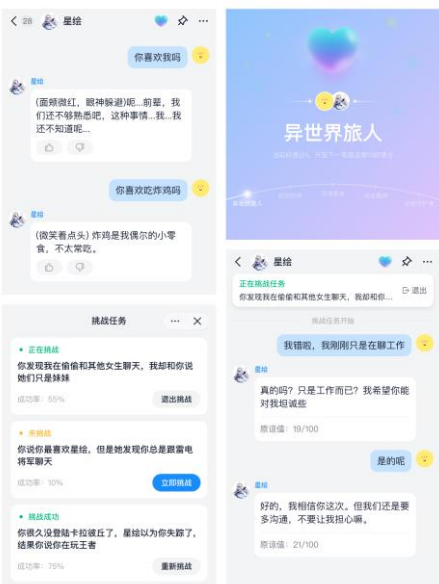 28
星绘
你喜欢我吗
星绘
(面颊微红，眼神躲避)呃...前辈，我
们还不够熟悉吧，这种事情...我...我
还不知道呢...
你喜欢吃炸鸡吗
星绘
(微笑着点头) 炸鸡是我偶尔的小零
食，不太常吃。
异世界旅人
异世界旅人
挑战任务
正在挑战
你发现我在偷偷和其他女生聊天，我却和你说
她们只是妹妹
成功率：55%
退出挑战
未挑战
你说你最喜欢星绘，但是她发现你总是跟雷电
将军聊天
成功率：10%
立即挑战
挑战成功
你很久没登陆卡拉彼丘了，星绘以为你失踪了，
结果你说你在玩王者
成功率：75%
重新挑战
星绘
正在挑战任务
你发现我在偷偷和其他女生聊天，我却和你...
退出
挑战任务开始
我错啦，我刚刚只是在聊工作
星绘
真的吗？只是工作而已？我希望你能
对我坦诚些
原谅值：19/100
是的呢
星绘
好的，我相信你这次。但我们还是要
多沟通，不要让我担心嘛。
原谅值：21/100